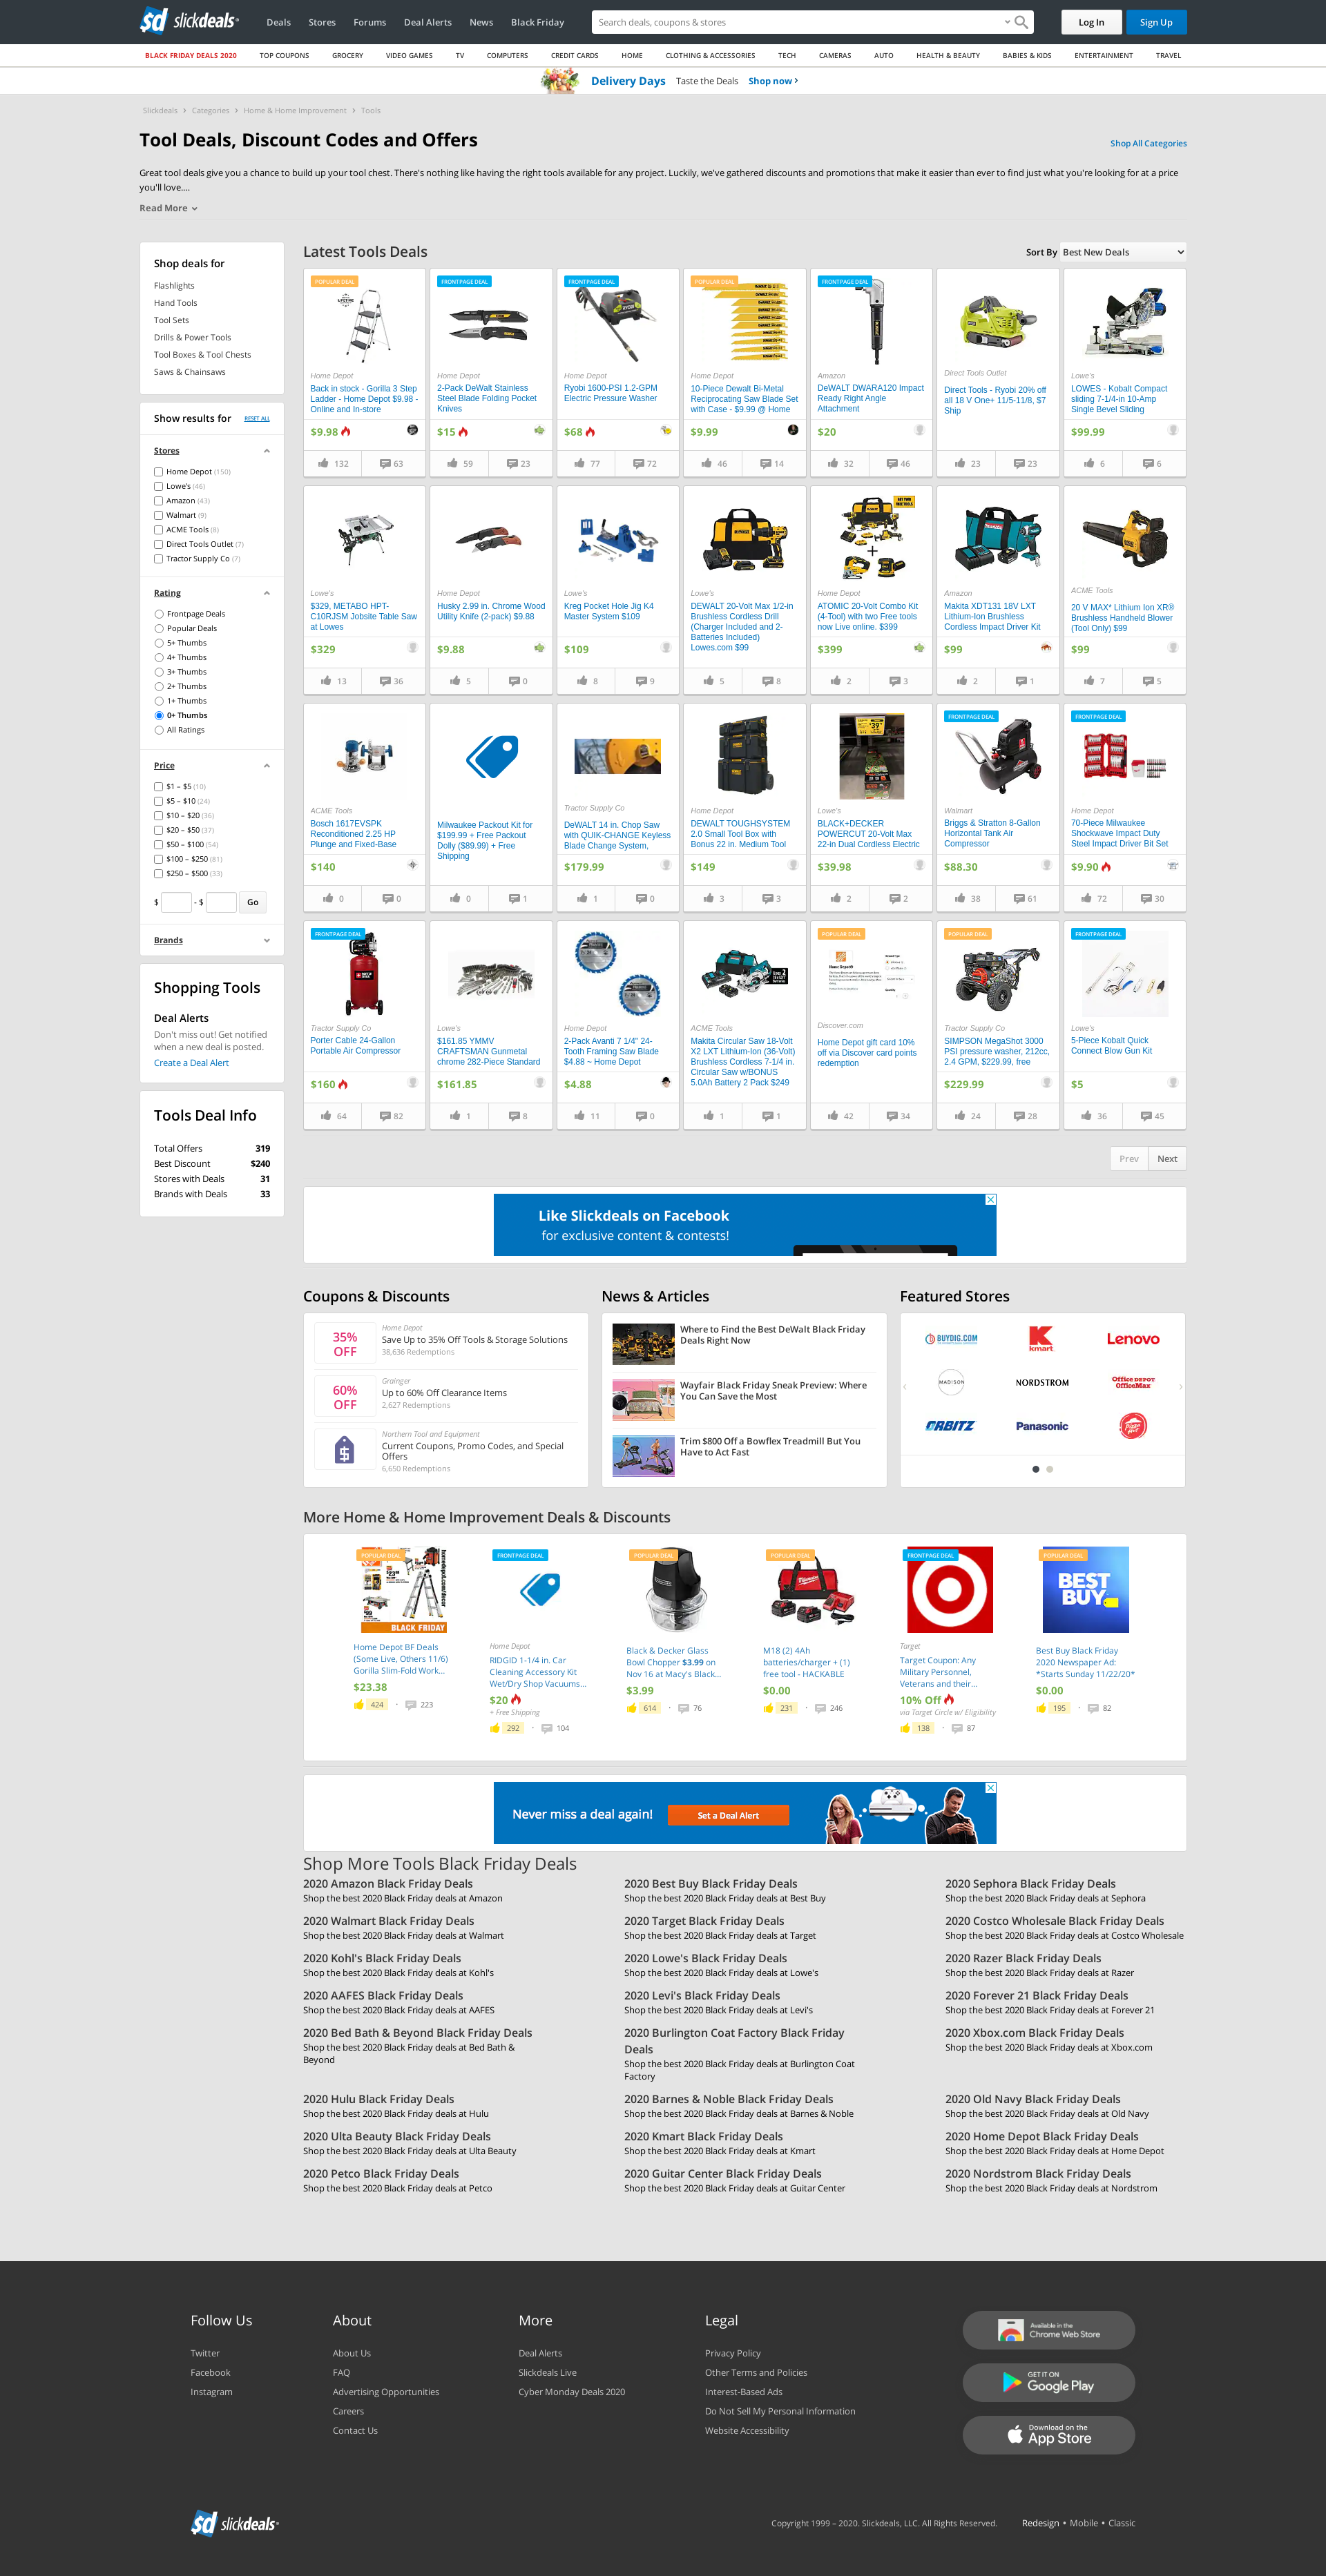 slickdeals
Deals
Stores
Forums
Deal Alerts
News
Black Friday
Search deals, coupons & stores
Log In
Sign Up
BLACK FRIDAY DEALS 2020
TOP COUPONS
GROCERY
VIDEO GAMES
TV
COMPUTERS
CREDIT CARDS
HOME
CLOTHING & ACCESSORIES
TECH
CAMERAS
AUTO
HEALTH & BEAUTY
BABIES & KIDS
ENTERTAINMENT
TRAVEL
Delivery Days Taste the Deals Shop now
Slickdeals > Categories > Home & Home Improvement > Tools
Tool Deals, Discount Codes and Offers
Shop All Categories
Great tool deals give you a chance to build up your tool chest. There's nothing like having the right tools available for any project. Luckily, we've gathered discounts and promotions that make it easier than ever to find just what you're looking for at a price
you'll love....
Read More
Shop deals for
Flashlights
Hand Tools
Tool Sets
Drills & Power Tools
Tool Boxes & Tool Chests
Saws & Chainsaws
Show results for
RESET ALL
Stores
Home Depot (150)
Lowe's (46)
Amazon (43)
Walmart (9)
ACME Tools (8)
Direct Tools Outlet (7)
Tractor Supply Co (7)
Rating
Frontpage Deals
Popular Deals
5+ Thumbs
4+ Thumbs
3+ Thumbs
2+ Thumbs
1+ Thumbs
0+ Thumbs
All Ratings
Price
$1 – $5 (10)
$5 – $10 (24)
$10 – $20 (36)
$20 – $50 (37)
$50 – $100 (54)
$100 – $250 (81)
$250 – $500 (33)
$ - $ Go
Brands
Shopping Tools
Deal Alerts
Don't miss out! Get notified
when a new deal is posted.
Create a Deal Alert
Tools Deal Info
Total Offers 319
Best Discount $240
Stores with Deals 31
Brands with Deals 33
Latest Tools Deals
Sort By Best New Deals
POPULAR DEAL
Home Depot
Back in stock - Gorilla 3 Step
Ladder - Home Depot $9.98 -
Online and In-store
$9.98
132 63
FRONTPAGE DEAL
Home Depot
2-Pack DeWalt Stainless
Steel Blade Folding Pocket
Knives
$15
59 23
FRONTPAGE DEAL
Home Depot
Ryobi 1600-PSI 1.2-GPM
Electric Pressure Washer
$68
77 72
POPULAR DEAL
Home Depot
10-Piece Dewalt Bi-Metal
Reciprocating Saw Blade Set
with Case - $9.99 @ Home
$9.99
46 14
FRONTPAGE DEAL
Amazon
DeWALT DWARA120 Impact
Ready Right Angle
Attachment
$20
32 46
Direct Tools Outlet
Direct Tools - Ryobi 20% off
all 18 V One+ 11/5-11/8, $7
Ship
23 23
Lowe's
LOWES - Kobalt Compact
sliding 7-1/4-in 10-Amp
Single Bevel Sliding
$99.99
6 6
Lowe's
$329, METABO HPT-
C10RJSM Jobsite Table Saw
at Lowes
$329
13 36
Home Depot
Husky 2.99 in. Chrome Wood
Utility Knife (2-pack) $9.88
$9.88
5 0
Lowe's
Kreg Pocket Hole Jig K4
Master System $109
$109
8 9
Lowe's
DEWALT 20-Volt Max 1/2-in
Brushless Cordless Drill
(Charger Included and 2-
Batteries Included)
Lowes.com $99
5 8
Home Depot
ATOMIC 20-Volt Combo Kit
(4-Tool) with two Free tools
now Live online. $399
$399
2 3
Amazon
Makita XDT131 18V LXT
Lithium-Ion Brushless
Cordless Impact Driver Kit
$99
2 1
ACME Tools
20 V MAX* Lithium Ion XR®
Brushless Handheld Blower
(Tool Only) $99
$99
7 5
ACME Tools
Bosch 1617EVSPK
Reconditioned 2.25 HP
Plunge and Fixed-Base
$140
0 0
Milwaukee Packout Kit for
$199.99 + Free Packout
Dolly ($89.99) + Free
Shipping
0 1
Tractor Supply Co
DeWALT 14 in. Chop Saw
with QUIK-CHANGE Keyless
Blade Change System,
$179.99
1 0
Home Depot
DEWALT TOUGHSYSTEM
2.0 Small Tool Box with
Bonus 22 in. Medium Tool
$149
3 3
Lowe's
BLACK+DECKER
POWERCUT 20-Volt Max
22-in Dual Cordless Electric
$39.98
2 2
FRONTPAGE DEAL
Walmart
Briggs & Stratton 8-Gallon
Horizontal Tank Air
Compressor
$88.30
38 61
FRONTPAGE DEAL
Home Depot
70-Piece Milwaukee
Shockwave Impact Duty
Steel Impact Driver Bit Set
$9.90
72 30
FRONTPAGE DEAL
Tractor Supply Co
Porter Cable 24-Gallon
Portable Air Compressor
$160
64 82
Lowe's
$161.85 YMMV
CRAFTSMAN Gunmetal
chrome 282-Piece Standard
$161.85
1 8
Home Depot
2-Pack Avanti 7 1/4" 24-
Tooth Framing Saw Blade
$4.88 ~ Home Depot
$4.88
11 0
ACME Tools
Makita Circular Saw 18-Volt
X2 LXT Lithium-Ion (36-Volt)
Brushless Cordless 7-1/4 in.
Circular Saw w/BONUS
5.0Ah Battery 2 Pack $249
1 1
POPULAR DEAL
Discover.com
Home Depot gift card 10%
off via Discover card points
redemption
42 34
POPULAR DEAL
Tractor Supply Co
SIMPSON MegaShot 3000
PSI pressure washer, 212cc,
2.4 GPM, $229.99, free
$229.99
24 28
FRONTPAGE DEAL
Lowe's
5-Piece Kobalt Quick
Connect Blow Gun Kit
$5
36 45
Prev Next
Like Slickdeals on Facebook
for exclusive content & contests!
Coupons & Discounts
35%
OFF
Home Depot
Save Up to 35% Off Tools & Storage Solutions
38,636 Redemptions
60%
OFF
Grainger
Up to 60% Off Clearance Items
2,627 Redemptions
Northern Tool and Equipment
Current Coupons, Promo Codes, and Special
Offers
6,650 Redemptions
News & Articles
Where to Find the Best DeWalt Black Friday
Deals Right Now
Wayfair Black Friday Sneak Preview: Where
You Can Save the Most
Trim $800 Off a Bowflex Treadmill But You
Have to Act Fast
Featured Stores
BUYDIG.COM
Kmart
Lenovo
MADISON
NORDSTROM
Office DEPOT
OfficeMax
ORBITZ
Panasonic
Pizza Hut
More Home & Home Improvement Deals & Discounts
POPULAR DEAL
BLACK FRIDAY
Home Depot BF Deals
(Some Live, Others 11/6)
Gorilla Slim-Fold Work...
$23.38
424 · 223
FRONTPAGE DEAL
Home Depot
RIDGID 1-1/4 in. Car
Cleaning Accessory Kit
Wet/Dry Shop Vacuums...
$20
+ Free Shipping
292 · 104
POPULAR DEAL
Black & Decker Glass
Bowl Chopper $3.99 on
Nov 16 at Macy's Black...
$3.99
614 · 76
POPULAR DEAL
M18 (2) 4Ah
batteries/charger + (1)
free tool - HACKABLE
$0.00
231 · 246
FRONTPAGE DEAL
Target
Target Coupon: Any
Military Personnel,
Veterans and their...
10% Off
via Target Circle w/ Eligibility
138 · 87
POPULAR DEAL
BEST BUY
Best Buy Black Friday
2020 Newspaper Ad:
*Starts Sunday 11/22/20*
$0.00
195 · 82
Never miss a deal again!
Set a Deal Alert
Shop More Tools Black Friday Deals
2020 Amazon Black Friday Deals
Shop the best 2020 Black Friday deals at Amazon
2020 Best Buy Black Friday Deals
Shop the best 2020 Black Friday deals at Best Buy
2020 Sephora Black Friday Deals
Shop the best 2020 Black Friday deals at Sephora
2020 Walmart Black Friday Deals
Shop the best 2020 Black Friday deals at Walmart
2020 Target Black Friday Deals
Shop the best 2020 Black Friday deals at Target
2020 Costco Wholesale Black Friday Deals
Shop the best 2020 Black Friday deals at Costco Wholesale
2020 Kohl's Black Friday Deals
Shop the best 2020 Black Friday deals at Kohl's
2020 Lowe's Black Friday Deals
Shop the best 2020 Black Friday deals at Lowe's
2020 Razer Black Friday Deals
Shop the best 2020 Black Friday deals at Razer
2020 AAFES Black Friday Deals
Shop the best 2020 Black Friday deals at AAFES
2020 Levi's Black Friday Deals
Shop the best 2020 Black Friday deals at Levi's
2020 Forever 21 Black Friday Deals
Shop the best 2020 Black Friday deals at Forever 21
2020 Bed Bath & Beyond Black Friday Deals
Shop the best 2020 Black Friday deals at Bed Bath &
Beyond
2020 Burlington Coat Factory Black Friday
Deals
Shop the best 2020 Black Friday deals at Burlington Coat
Factory
2020 Xbox.com Black Friday Deals
Shop the best 2020 Black Friday deals at Xbox.com
2020 Hulu Black Friday Deals
Shop the best 2020 Black Friday deals at Hulu
2020 Barnes & Noble Black Friday Deals
Shop the best 2020 Black Friday deals at Barnes & Noble
2020 Old Navy Black Friday Deals
Shop the best 2020 Black Friday deals at Old Navy
2020 Ulta Beauty Black Friday Deals
Shop the best 2020 Black Friday deals at Ulta Beauty
2020 Kmart Black Friday Deals
Shop the best 2020 Black Friday deals at Kmart
2020 Home Depot Black Friday Deals
Shop the best 2020 Black Friday deals at Home Depot
2020 Petco Black Friday Deals
Shop the best 2020 Black Friday deals at Petco
2020 Guitar Center Black Friday Deals
Shop the best 2020 Black Friday deals at Guitar Center
2020 Nordstrom Black Friday Deals
Shop the best 2020 Black Friday deals at Nordstrom
Follow Us
Twitter
Facebook
Instagram
About
About Us
FAQ
Advertising Opportunities
Careers
Contact Us
More
Deal Alerts
Slickdeals Live
Cyber Monday Deals 2020
Legal
Privacy Policy
Other Terms and Policies
Interest-Based Ads
Do Not Sell My Personal Information
Website Accessibility
Available in the
Chrome Web Store
GET IT ON
Google Play
Download on the
App Store
slickdeals
Copyright 1999 – 2020. Slickdeals, LLC. All Rights Reserved.
Redesign • Mobile • Classic